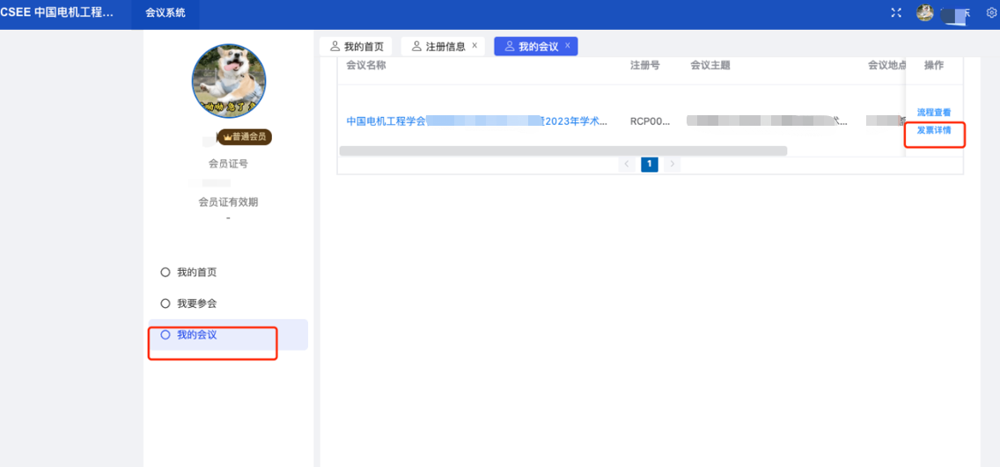 CSEE 中国电机工程... 会议系统
我的首页 注册信息 x 我的会议 x
会议名称 注册号 会议主题 会议地点 操作
中国电机工程学会 2023年学术... RCP00... 术...
流程查看
发票详情
1
普通会员
会员证号
会员证有效期
-
我的首页
我要参会
我的会议